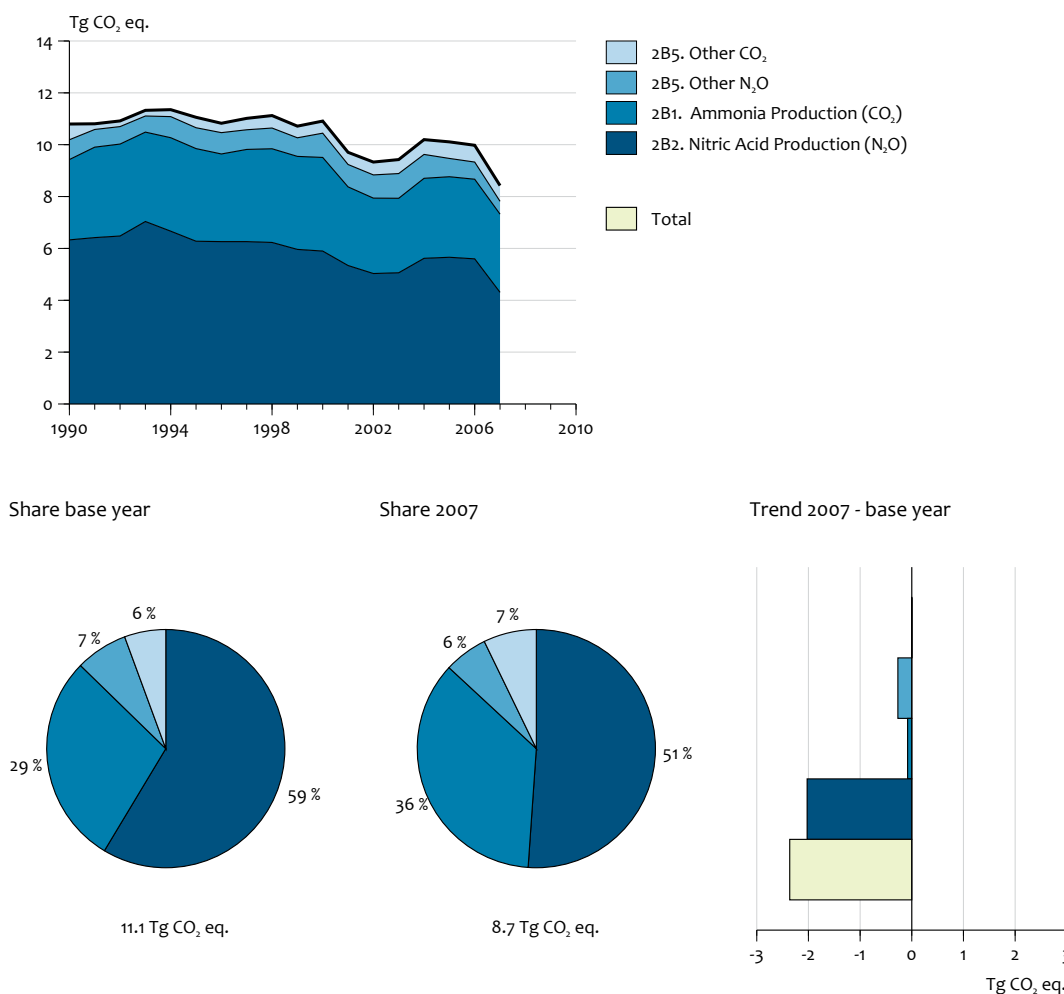 Tg CO₂ eq.
14
12
10
8
6
4
2
0
1990 1994 1998 2002 2006 2010
2B5. Other CO₂
2B5. Other N₂O
2B1. Ammonia Production (CO₂)
2B2. Nitric Acid Production (N₂O)
Total
Share base year
6 %
7 %
29 %
59 %
11.1 Tg CO₂ eq.
Share 2007
7 %
6 %
51 %
36 %
8.7 Tg CO₂ eq.
Trend 2007 - base year
-3 -2 -1 0 1 2 3
Tg CO₂ eq.